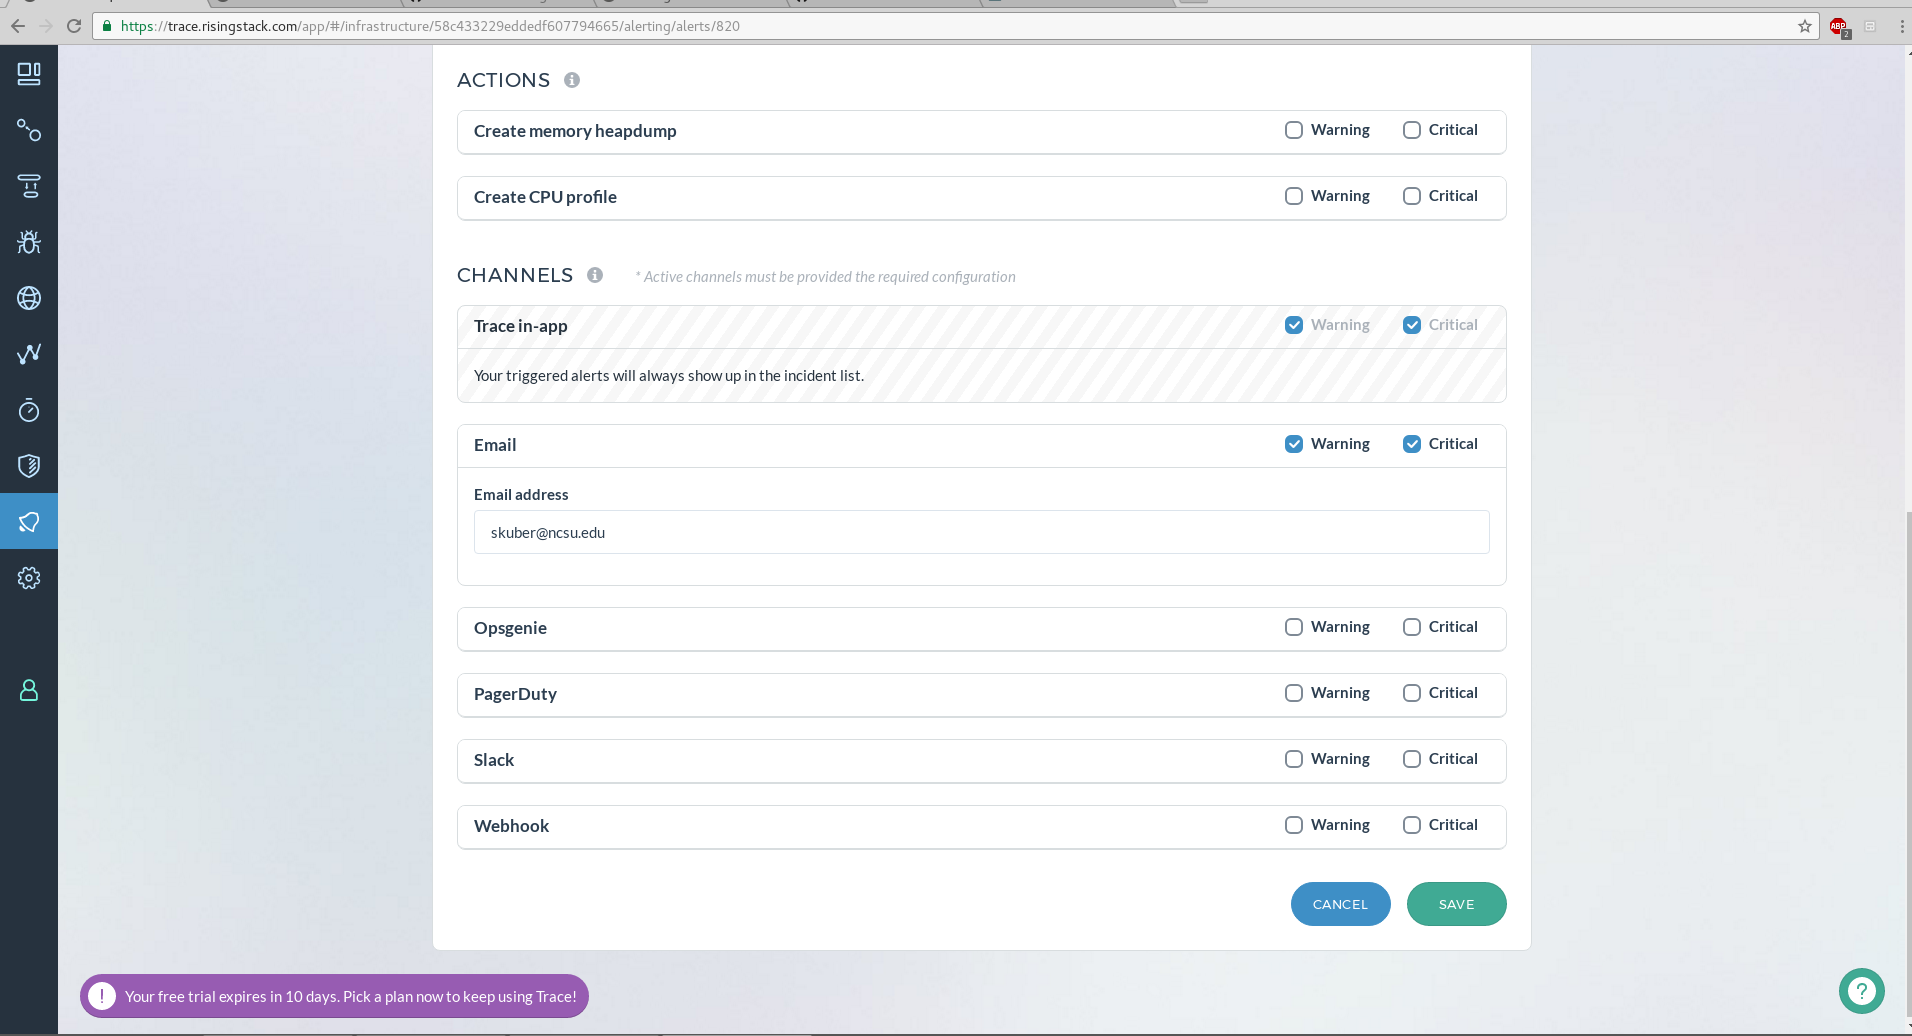 https://trace.risingstack.com/app/#/infrastructure/58c433229eddedf607794665/alerting/alerts/820
ABP
2
ACTIONS
Create memory heapdump Warning Critical
Create CPU profile Warning Critical
CHANNELS * Active channels must be provided the required configuration
Trace in-app Warning Critical
Your triggered alerts will always show up in the incident list.
Email Warning Critical
Email address
skuber@ncsu.edu
Opsgenie Warning Critical
PagerDuty Warning Critical
Slack Warning Critical
Webhook Warning Critical
CANCEL SAVE
! Your free trial expires in 10 days. Pick a plan now to keep using Trace!
?